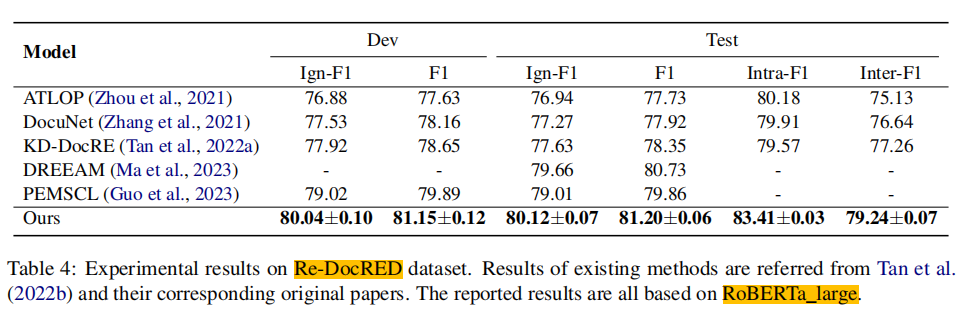 Model Dev Test
Ign-F1 F1 Ign-F1 F1 Intra-F1 Inter-F1
ATLOP (Zhou et al., 2021) 76.88 77.63 76.94 77.73 80.18 75.13
DocuNet (Zhang et al., 2021) 77.53 78.16 77.27 77.92 79.91 76.64
KD-DocRE (Tan et al., 2022a) 77.92 78.65 77.63 78.35 79.57 77.26
DREEAM (Ma et al., 2023) - - 79.66 80.73 - -
PEMSCL (Guo et al., 2023) 79.02 79.89 79.01 79.86 - -
Ours 80.04±0.10 81.15±0.12 80.12±0.07 81.20±0.06 83.41±0.03 79.24±0.07
Table 4: Experimental results on Re-DocRED dataset. Results of existing methods are referred from Tan et al.
(2022b) and their corresponding original papers. The reported results are all based on RoBERTa_large.